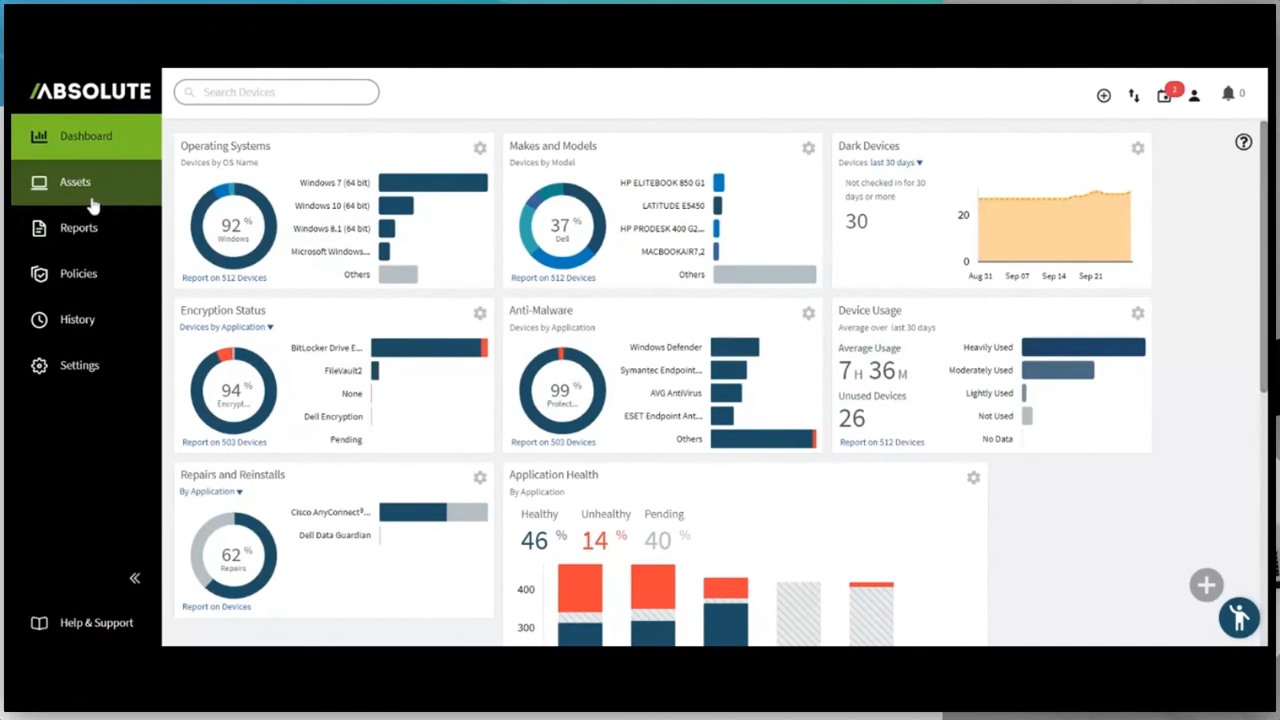 ABSOLUTE
Search Devices
2
0
Dashboard
Assets
Reports
Policies
History
Settings
Help & Support
Operating Systems
Devices by OS Name
92 %
Windows
Windows 7 (64 bit)
Windows 10 (64 bit)
Windows 8.1 (64 bit)
Microsoft Windows...
Others
Report on 512 Devices
Makes and Models
Devices by Model
37 %
Dell
HP ELITEBOOK 850 G1
LATITUDE E5450
HP PRODESK 400 G2...
MACBOOKAIR7,2
Others
Report on 512 Devices
Dark Devices
Devices last 30 days
Not checked in for 30
days or more
30
20
0
Aug 31 Sep 07 Sep 14 Sep 21
Encryption Status
Devices by Application
94 %
Encrypt...
BitLocker Drive E...
FileVault2
None
Dell Encryption
Pending
Report on 503 Devices
Anti-Malware
Devices by Application
99 %
Protect...
Windows Defender
Symantec Endpoint...
AVG AntiVirus
ESET Endpoint Ant...
Others
Report on 503 Devices
Device Usage
Average over last 30 days
Average Usage
7 H 36 M
Unused Devices
26
Heavily Used
Moderately Used
Lightly Used
Not Used
No Data
Report on 512 Devices
Repairs and Reinstalls
By Application
62 %
Repairs
Cisco AnyConnect®...
Dell Data Guardian
Report on Devices
Application Health
By Application
Healthy Unhealthy Pending
46 % 14 % 40 %
400
300